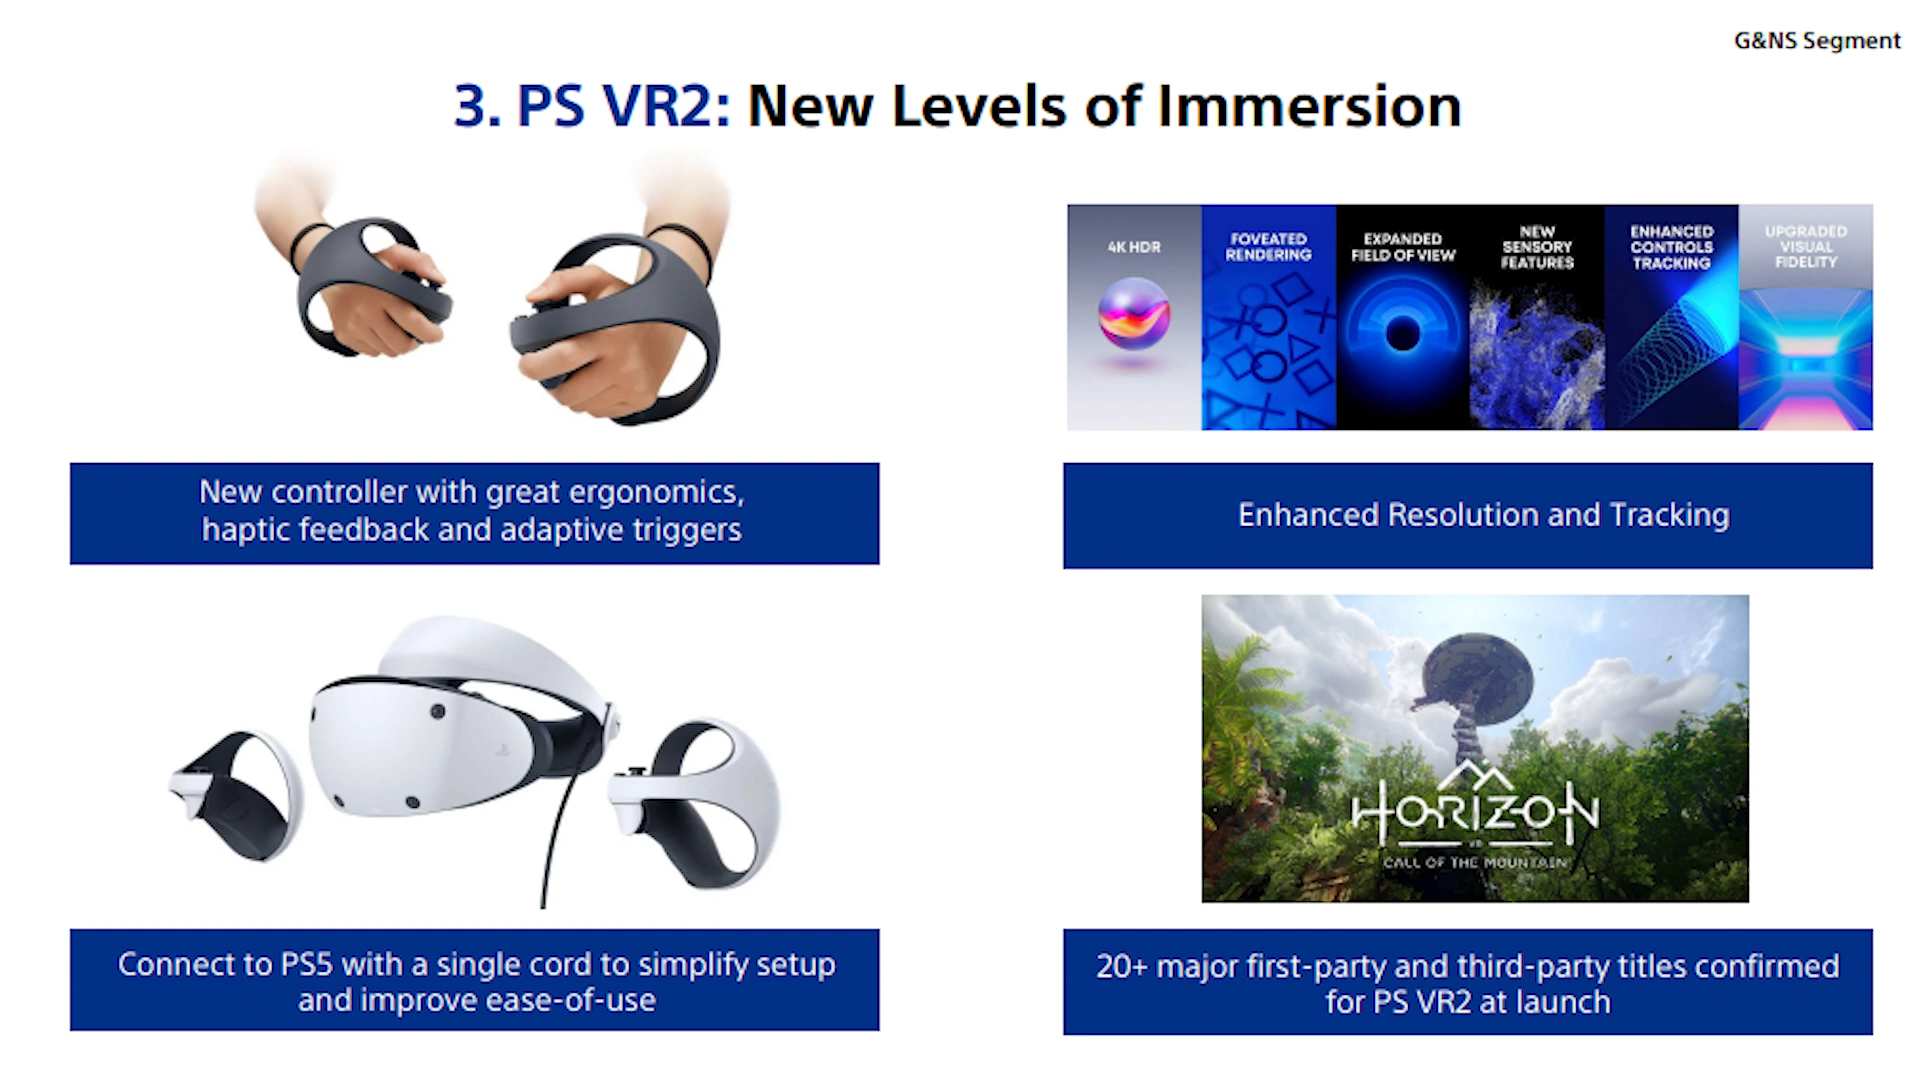 G&NS Segment
3. PS VR2: New Levels of Immersion
4K HDR
FOVEATED
RENDERING
EXPANDED
FIELD OF VIEW
NEW
SENSORY
FEATURES
ENHANCED
CONTROLS
TRACKING
UPGRADED
VISUAL
FIDELITY
New controller with great ergonomics,
haptic feedback and adaptive triggers
Enhanced Resolution and Tracking
HORIZON
VR
CALL OF THE MOUNTAIN
Connect to PS5 with a single cord to simplify setup
and improve ease-of-use
20+ major first-party and third-party titles confirmed
for PS VR2 at launch